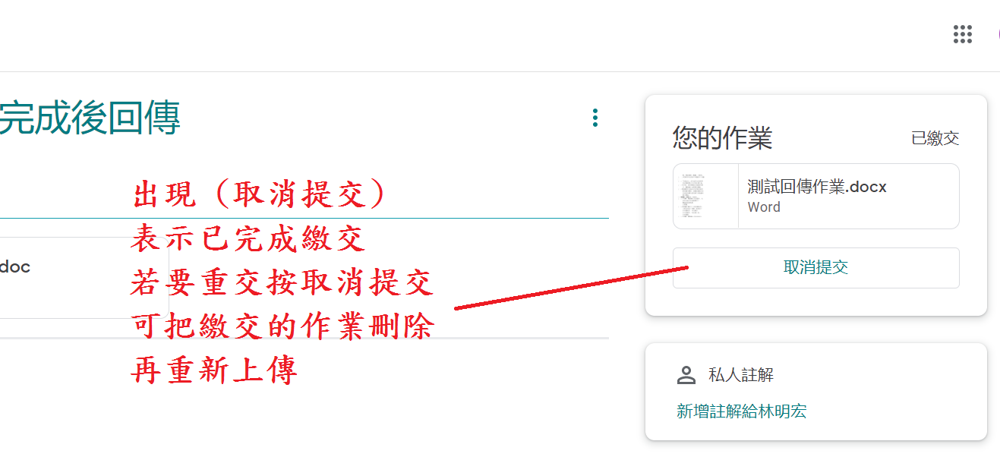 完成後回傳
出現（取消提交）
表示已完成繳交
doc
若要重交按取消提交
可把繳交的作業刪除
再重新上傳
您的作業
已繳交
測試回傳作業.docx
Word
取消提交
私人註解
新增註解給林明宏